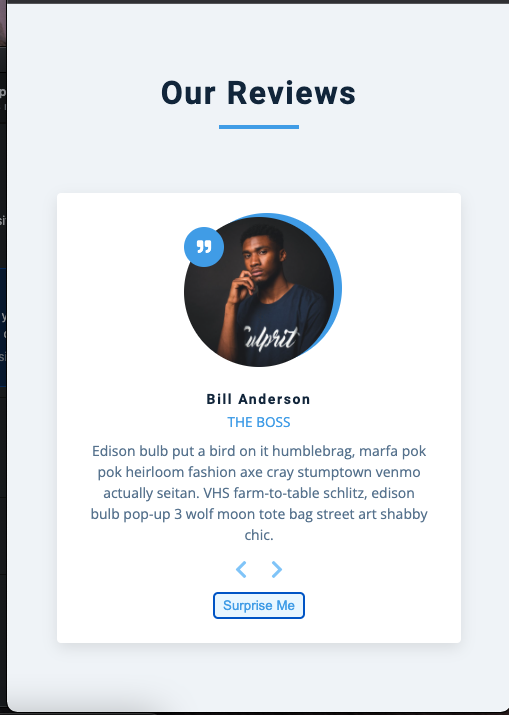 Our Reviews
Culprit
Bill Anderson
THE BOSS
Edison bulb put a bird on it humblebrag, marfa pok
pok heirloom fashion axe cray stumptown venmo
actually seitan. VHS farm-to-table schlitz, edison
bulb pop-up 3 wolf moon tote bag street art shabby
chic.
Surprise Me